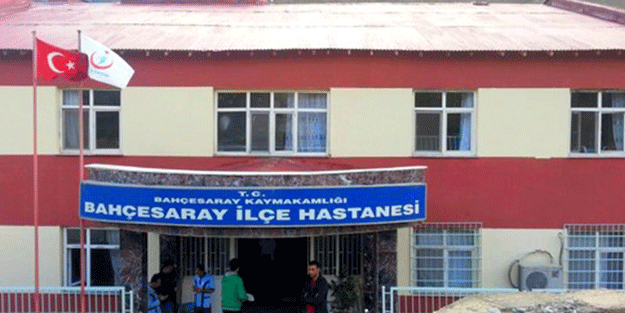 T.C.
BAHÇESARAY KAYMAKAMLIĞI
BAHÇESARAY İLÇE HASTANESİ